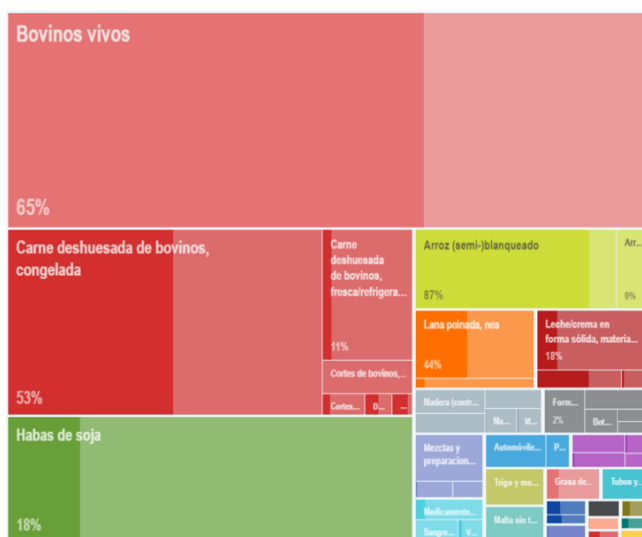 Bovinos vivos
65%
Carne deshuesada de bovinos,
congelada
53%
Carne
deshuesada
de bovinos,
fresca/refrigera...
11%
Cortes de bovinos,...
Cortes...
D...
...
Habas de soja
18%
Arroz (semi-)blanqueado
87%
Arr...
0%
Lana peinada, nes
44%
Leche/crema en
forma sólida, materia...
18%
Madera (contr...
Ma...
M...
Form...
2%
Bot...
Mezclas y
preparacion...
Automóvile...
P...
Trigo y mo...
Grasa de...
Tubos y...
Medicamento...
Sangre...
V...
Malta sin t...